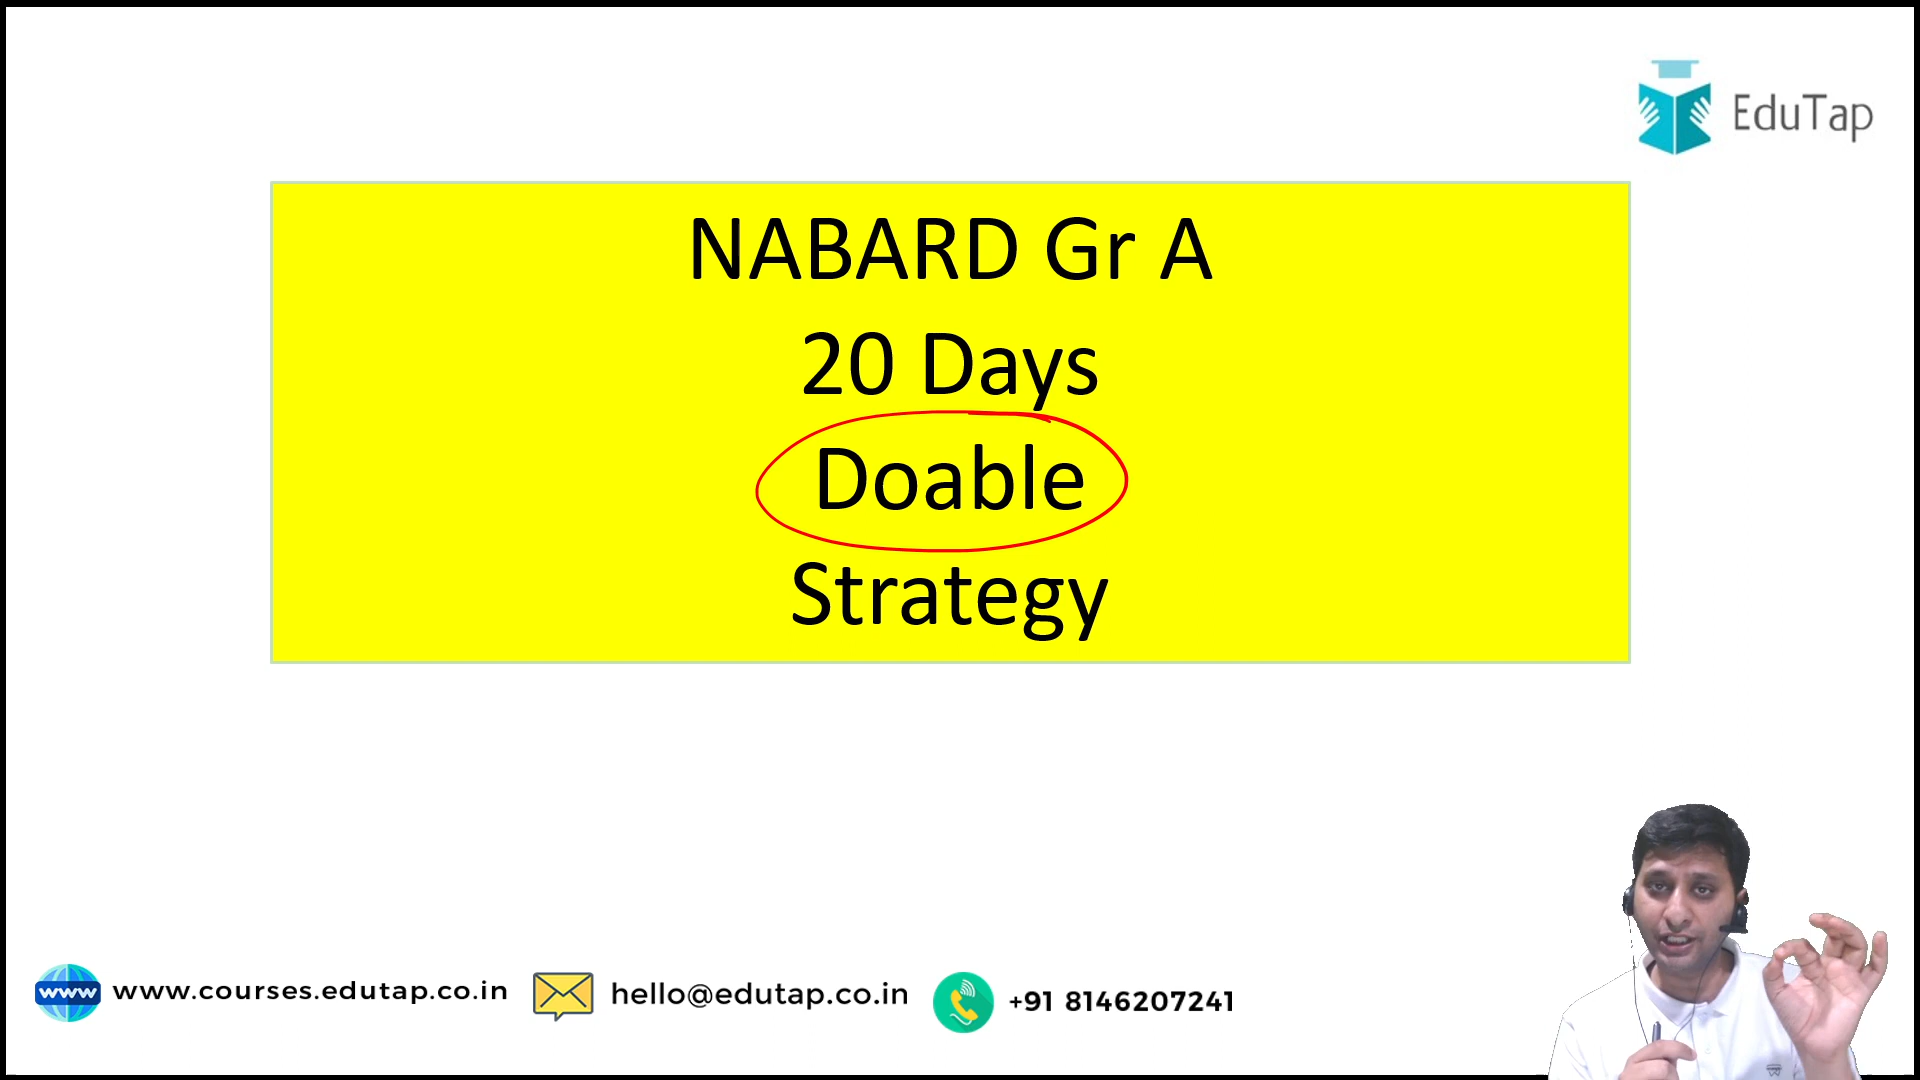 EduTap
NABARD Gr A
20 Days
Doable
Strategy
www www.courses.edutap.co.in hello@edutap.co.in +91 8146207241